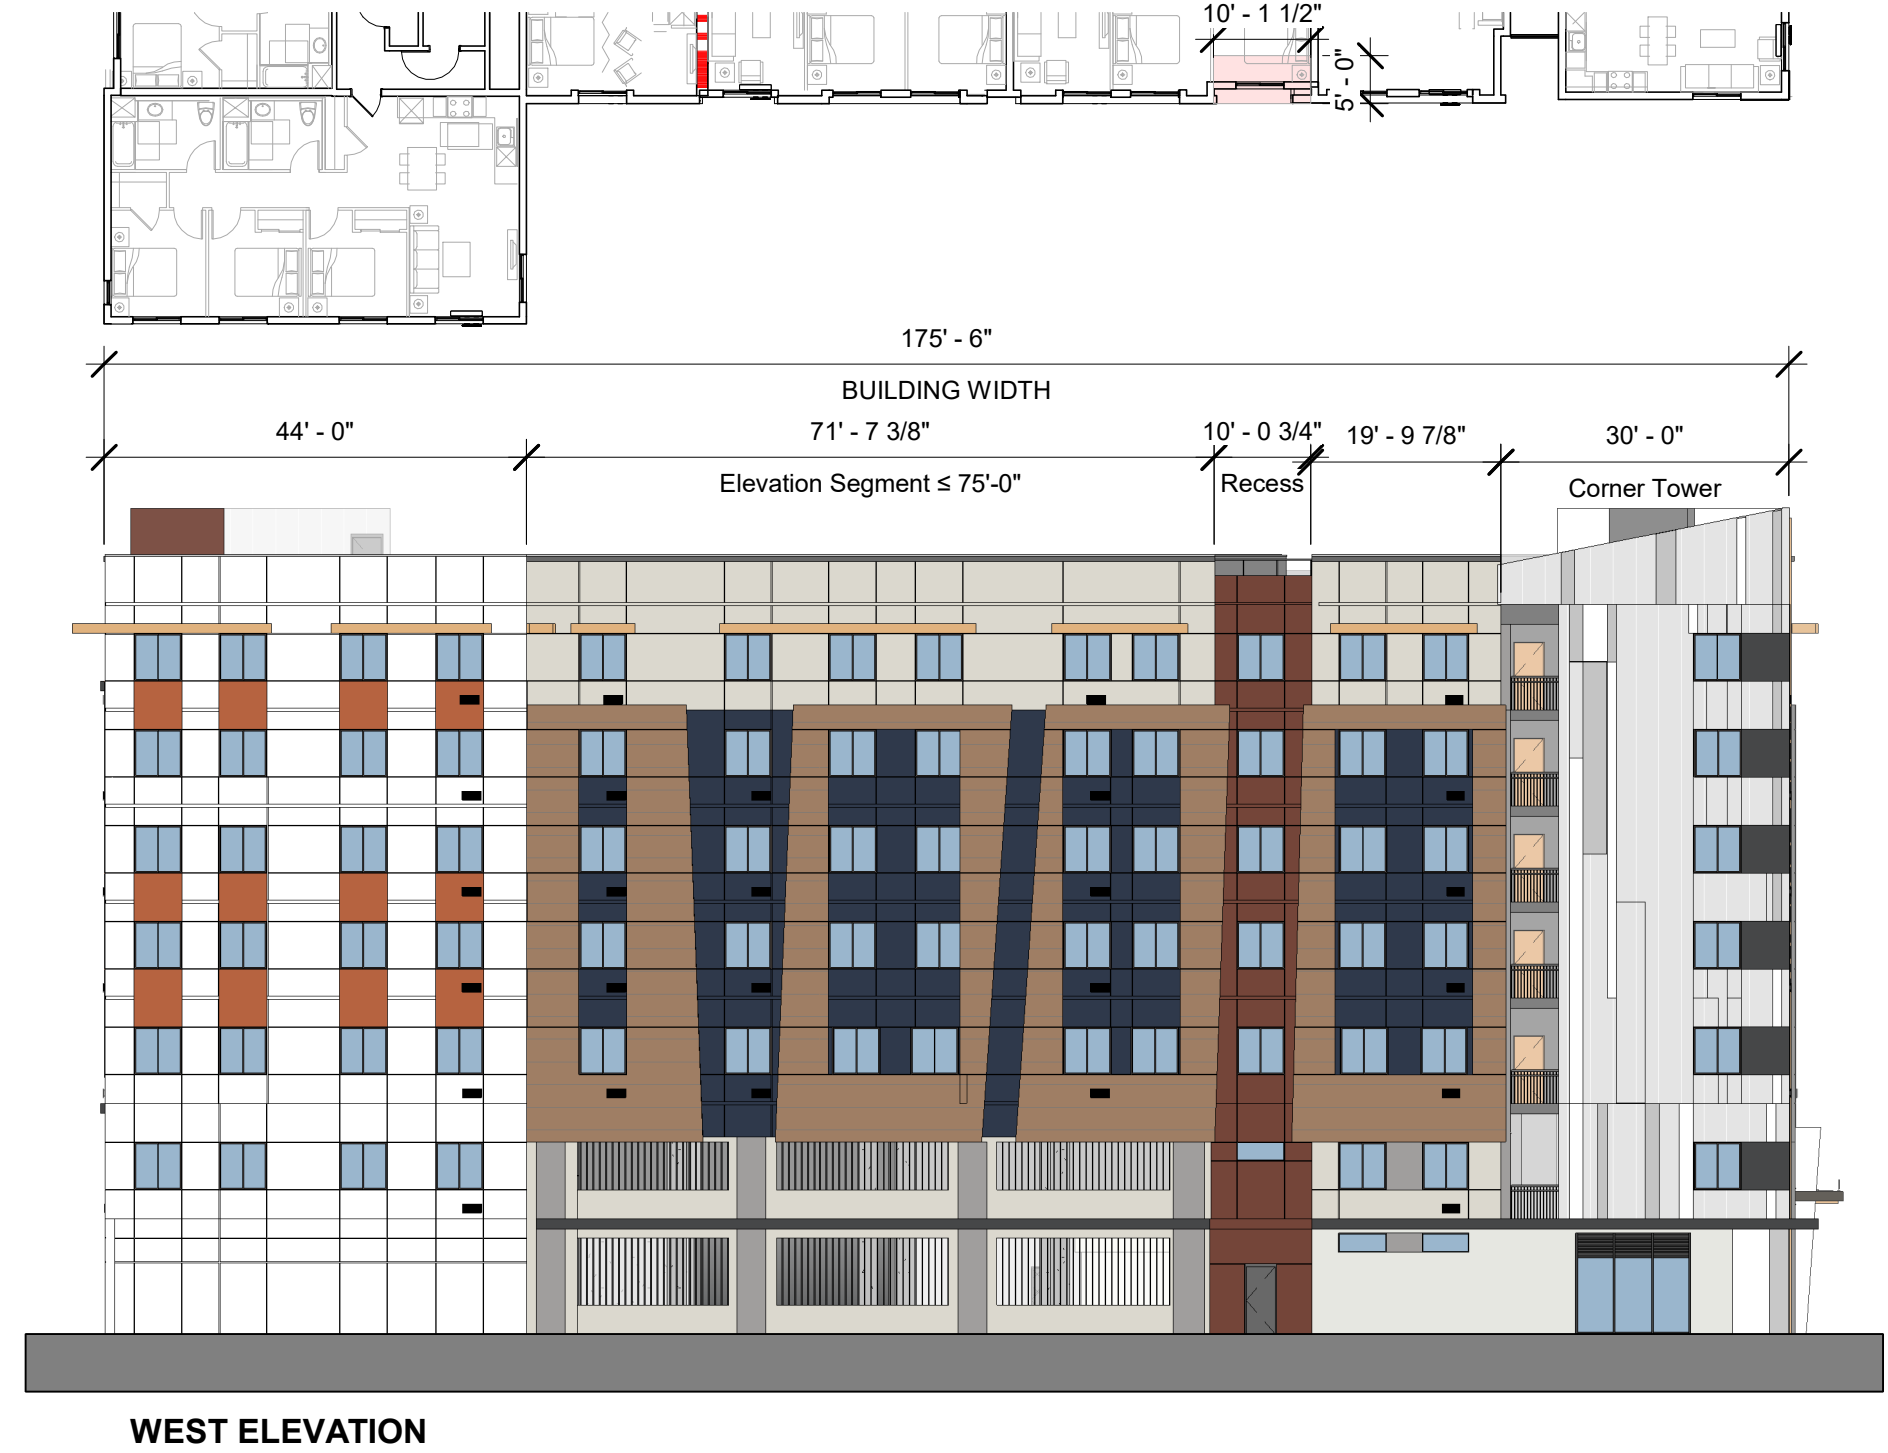 10' - 1 1/2"
5' - 0"
175' - 6"
BUILDING WIDTH
44' - 0"
71' - 7 3/8"
10' - 0 3/4"
19' - 9 7/8"
30' - 0"
Elevation Segment ≤ 75'-0"
Recess
Corner Tower
WEST ELEVATION